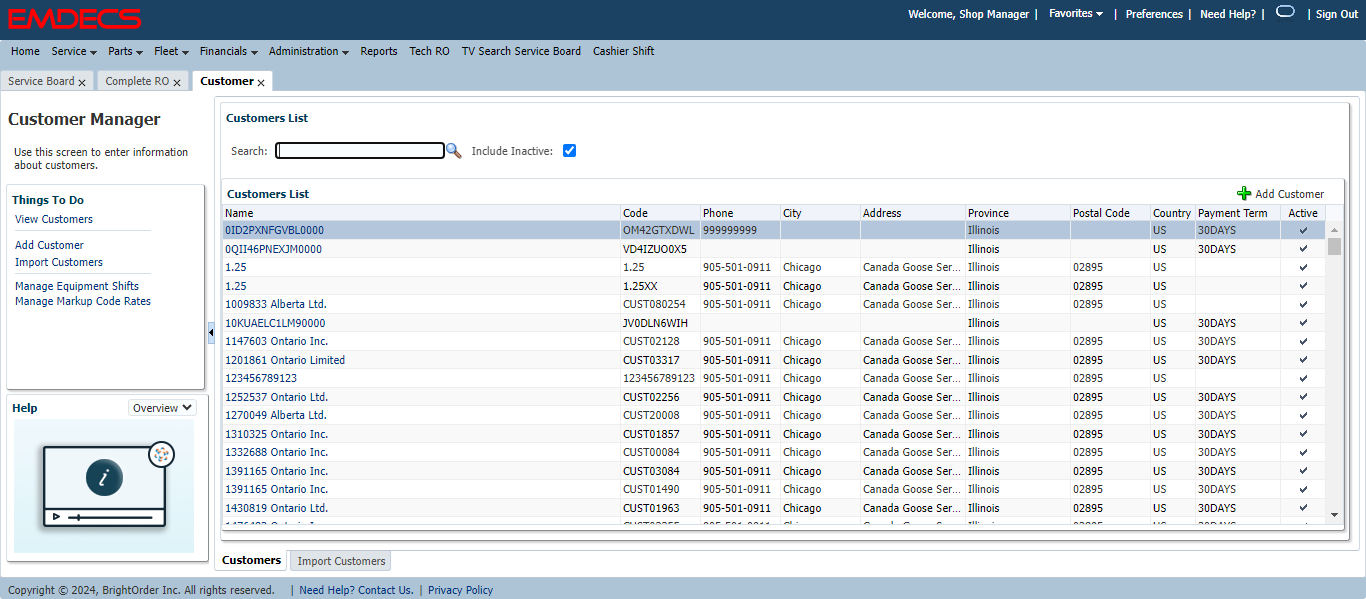 EMDECS
Welcome, Shop Manager | Favorites | Preferences | Need Help? | | Sign Out
Home Service Parts Fleet Financials Administration Reports Tech RO TV Search Service Board Cashier Shift
Service Board x Complete RO x Customer x
Customer Manager
Use this screen to enter information
about customers.
Things To Do
View Customers
Add Customer
Import Customers
Manage Equipment Shifts
Manage Markup Code Rates
Help Overview
i
Customers List
Search: Include Inactive:
Customers List Add Customer
Name Code Phone City Address Province Postal Code Country Payment Term Active
0ID2PXNFGVBL0000 OM42GTXDWL 999999999 Illinois US 30DAYS
0QII46PNEXJM0000 VD4IZUO0X5 Illinois US 30DAYS
1.25 1.25 905-501-0911 Chicago Canada Goose Ser... Illinois 02895 US
1.25 1.25XX 905-501-0911 Chicago Canada Goose Ser... Illinois 02895 US
1009833 Alberta Ltd. CUST080254 905-501-0911 Chicago Canada Goose Ser... Illinois 02895 US
10KUAELC1LM90000 JV0DLN6WIH Illinois US 30DAYS
1147603 Ontario Inc. CUST02128 905-501-0911 Chicago Canada Goose Ser... Illinois 02895 US 30DAYS
1201861 Ontario Limited CUST03317 905-501-0911 Chicago Canada Goose Ser... Illinois 02895 US 30DAYS
123456789123 123456789123 905-501-0911 Chicago Canada Goose Ser... Illinois 02895 US
1252537 Ontario Ltd. CUST02256 905-501-0911 Chicago Canada Goose Ser... Illinois 02895 US 30DAYS
1270049 Alberta Ltd. CUST20008 905-501-0911 Chicago Canada Goose Ser... Illinois 02895 US 30DAYS
1310325 Ontario Inc. CUST01857 905-501-0911 Chicago Canada Goose Ser... Illinois 02895 US 30DAYS
1332688 Ontario Inc. CUST00084 905-501-0911 Chicago Canada Goose Ser... Illinois 02895 US 30DAYS
1391165 Ontario Inc. CUST03084 905-501-0911 Chicago Canada Goose Ser... Illinois 02895 US 30DAYS
1391165 Ontario Inc. CUST01490 905-501-0911 Chicago Canada Goose Ser... Illinois 02895 US 30DAYS
1430819 Ontario Ltd. CUST01963 905-501-0911 Chicago Canada Goose Ser... Illinois 02895 US 30DAYS
Customers Import Customers
Copyright © 2024, BrightOrder Inc. All rights reserved. | Need Help? Contact Us. | Privacy Policy